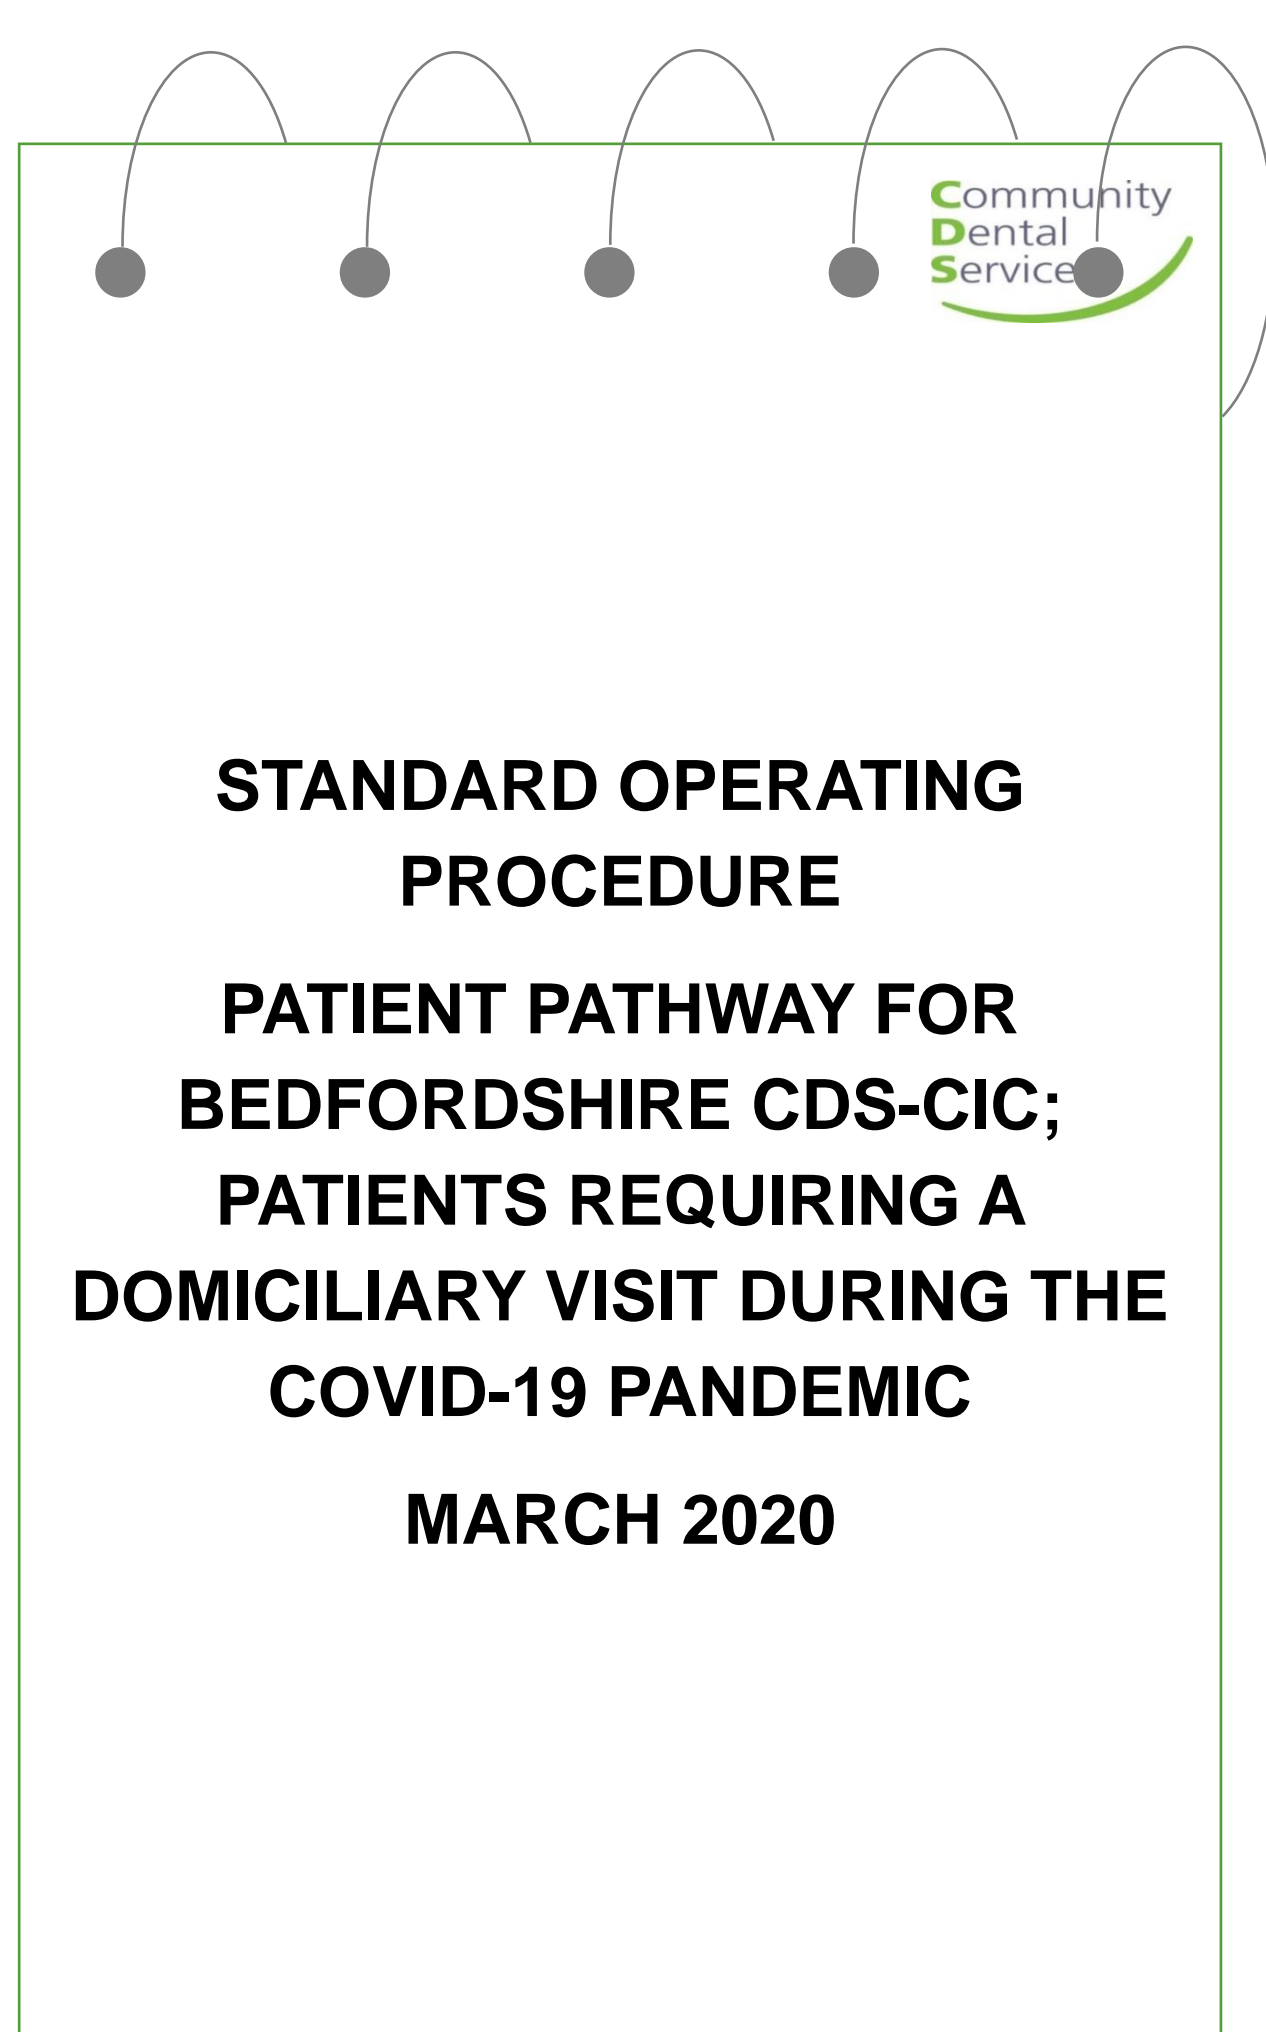 Community
Dental
Service
STANDARD OPERATING
PROCEDURE
PATIENT PATHWAY FOR
BEDFORDSHIRE CDS-CIC;
PATIENTS REQUIRING A
DOMICILIARY VISIT DURING THE
COVID-19 PANDEMIC
MARCH 2020